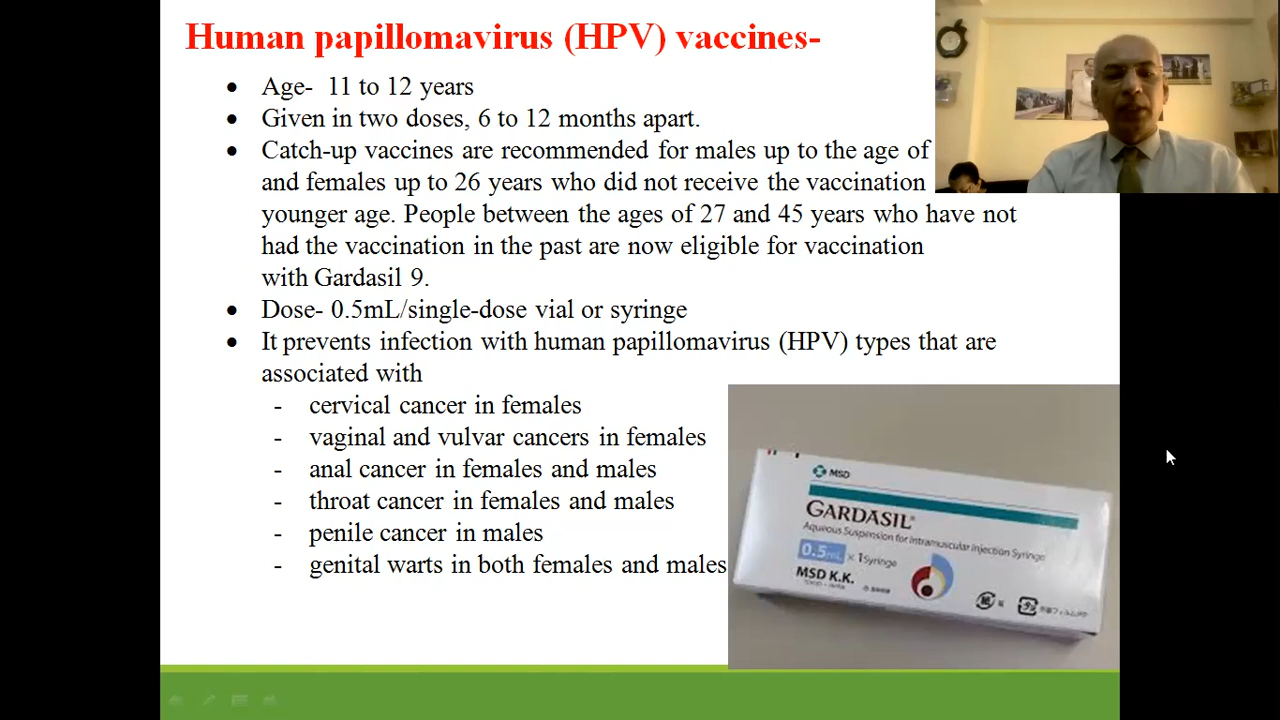 Human papillomavirus (HPV) vaccines-
• Age- 11 to 12 years
• Given in two doses, 6 to 12 months apart.
• Catch-up vaccines are recommended for males up to the age of
and females up to 26 years who did not receive the vaccination
younger age. People between the ages of 27 and 45 years who have not
had the vaccination in the past are now eligible for vaccination
with Gardasil 9.
• Dose- 0.5mL/single-dose vial or syringe
• It prevents infection with human papillomavirus (HPV) types that are
associated with
- cervical cancer in females
- vaginal and vulvar cancers in females
- anal cancer in females and males
- throat cancer in females and males
- penile cancer in males
- genital warts in both females and males
MSD
GARDASIL®
Aqueous Suspension for Intramuscular Injection Syringe
0.5mL × 1Syringe
MSD K.K.